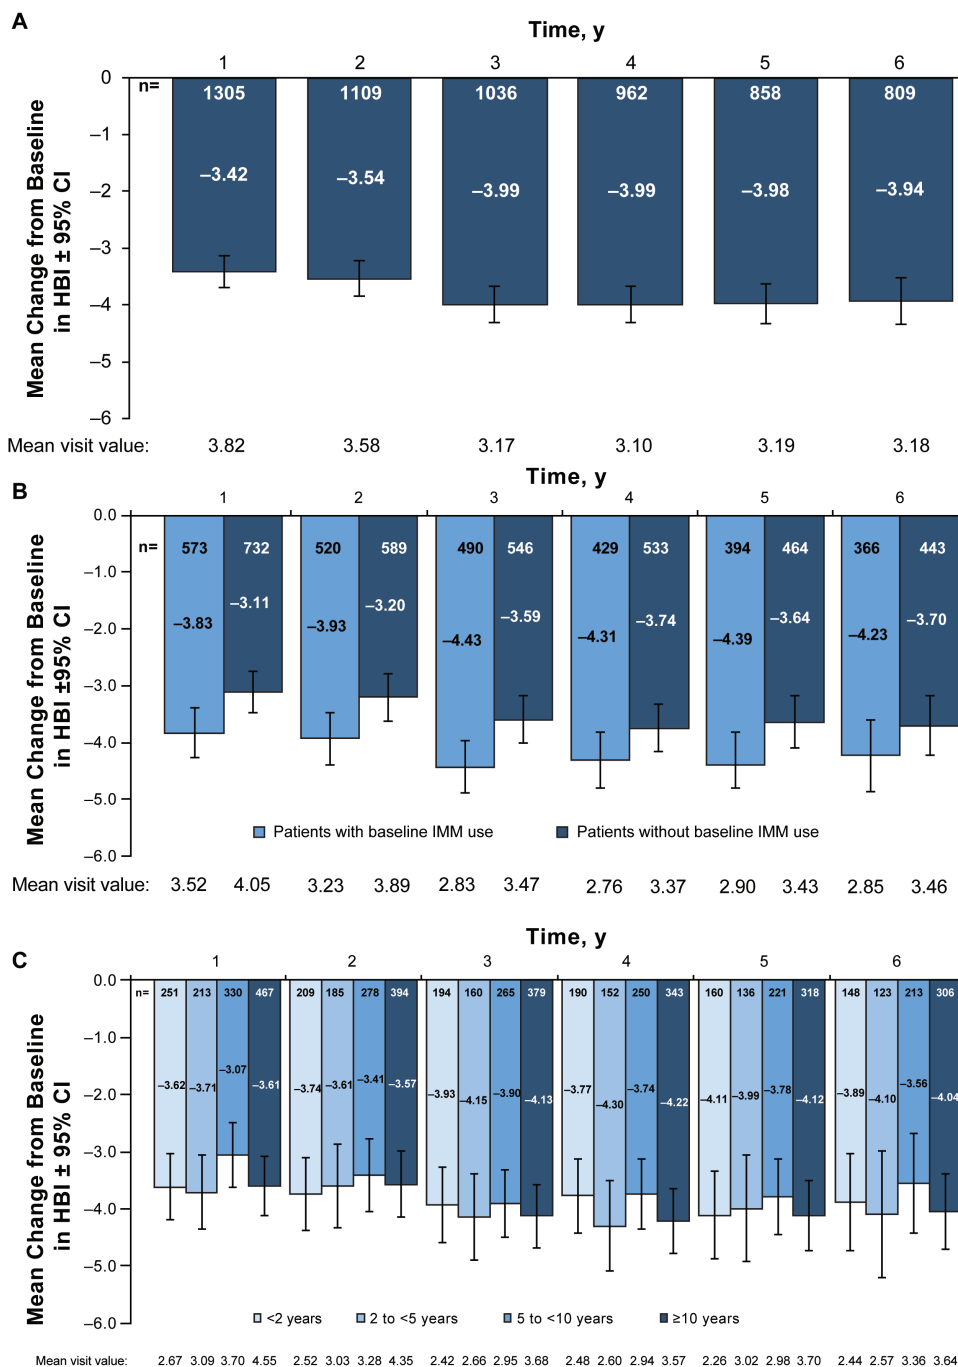 A
Time, y
1 2 3 4 5 6
Mean Change from Baseline
in HBI ± 95% CI
0
–1
–2
–3
–4
–5
–6
n= 1305 1109 1036 962 858 809
–3.42 –3.54 –3.99 –3.99 –3.98 –3.94
Mean visit value: 3.82 3.58 3.17 3.10 3.19 3.18
B
Time, y
1 2 3 4 5 6
Mean Change from Baseline
in HBI ±95% CI
0.0
–1.0
–2.0
–3.0
–4.0
–5.0
–6.0
n= 573 732 520 589 490 546 429 533 394 464 366 443
–3.83 –3.11 –3.93 –3.20 –4.43 –3.59 –4.31 –3.74 –4.39 –3.64 –4.23 –3.70
Patients with baseline IMM use Patients without baseline IMM use
Mean visit value: 3.52 4.05 3.23 3.89 2.83 3.47 2.76 3.37 2.90 3.43 2.85 3.46
C
Time, y
1 2 3 4 5 6
Mean Change from Baseline
in HBI ± 95% CI
0.0
–1.0
–2.0
–3.0
–4.0
–5.0
–6.0
n= 251 213 330 467 209 185 278 394 194 160 265 379 190 152 250 343 160 136 221 318 148 123 213 306
–3.62 –3.71 –3.07 –3.61 –3.74 –3.61 –3.41 –3.57 –3.93 –4.15 –3.90 –4.13 –3.77 –4.30 –3.74 –4.22 –4.11 –3.99 –3.78 –4.12 –3.89 –4.10 –3.56 –4.04
<2 years 2 to <5 years 5 to <10 years ≥10 years
Mean visit value: 2.67 3.09 3.70 4.55 2.52 3.03 3.28 4.35 2.42 2.66 2.95 3.68 2.48 2.60 2.94 3.57 2.26 3.02 2.98 3.70 2.44 2.57 3.36 3.64